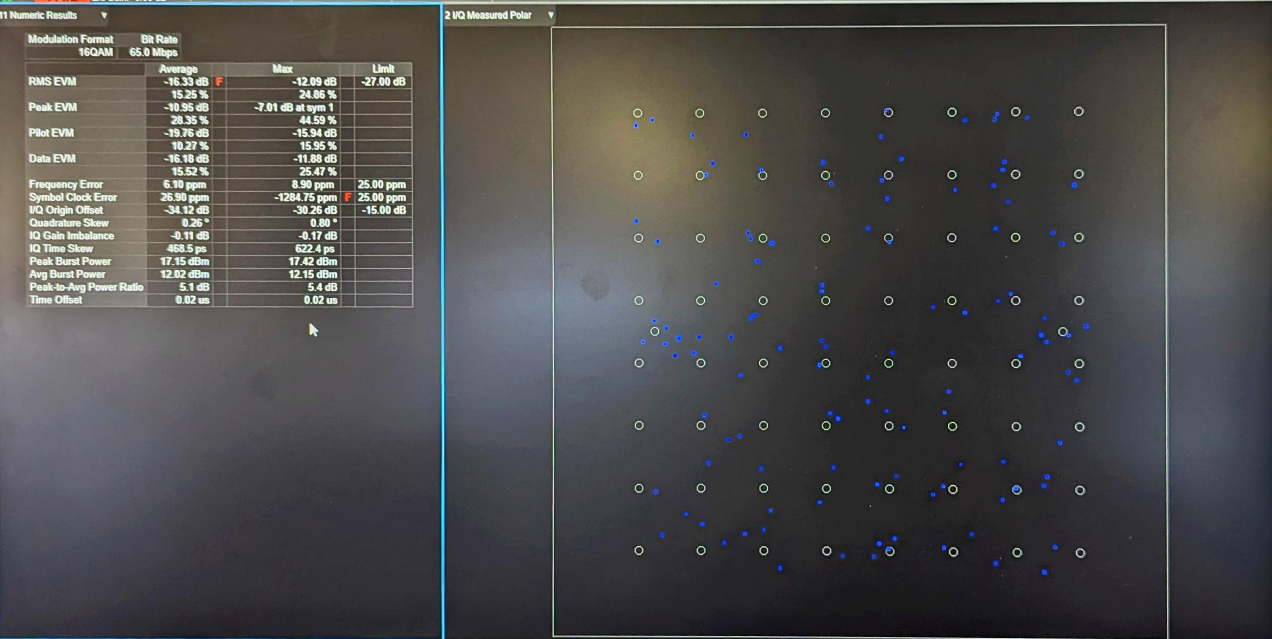 11 Numeric Results
2 I/Q Measured Polar
Modulation Format Bit Rate
16QAM 65.0 Mbps
Average Max Limit
RMS EVM -16.33 dB F -12.09 dB -27.00 dB
15.25 % 24.86 %
Peak EVM -10.95 dB -7.01 dB at sym 1
28.35 % 44.59 %
Pilot EVM -19.76 dB -15.94 dB
10.27 % 15.95 %
Data EVM -16.18 dB -11.88 dB
15.52 % 25.47 %
Frequency Error 6.10 ppm 8.90 ppm 25.00 ppm
Symbol Clock Error 26.90 ppm -1284.75 ppm F 25.00 ppm
I/Q Origin Offset -34.12 dB -30.26 dB -15.00 dB
Quadrature Skew 0.26 ° 0.80 °
IQ Gain Imbalance -0.11 dB -0.17 dB
IQ Time Skew 468.5 ps 622.4 ps
Peak Burst Power 17.15 dBm 17.42 dBm
Avg Burst Power 12.02 dBm 12.15 dBm
Peak-to-Avg Power Ratio 5.1 dB 5.4 dB
Time Offset 0.02 us 0.02 us